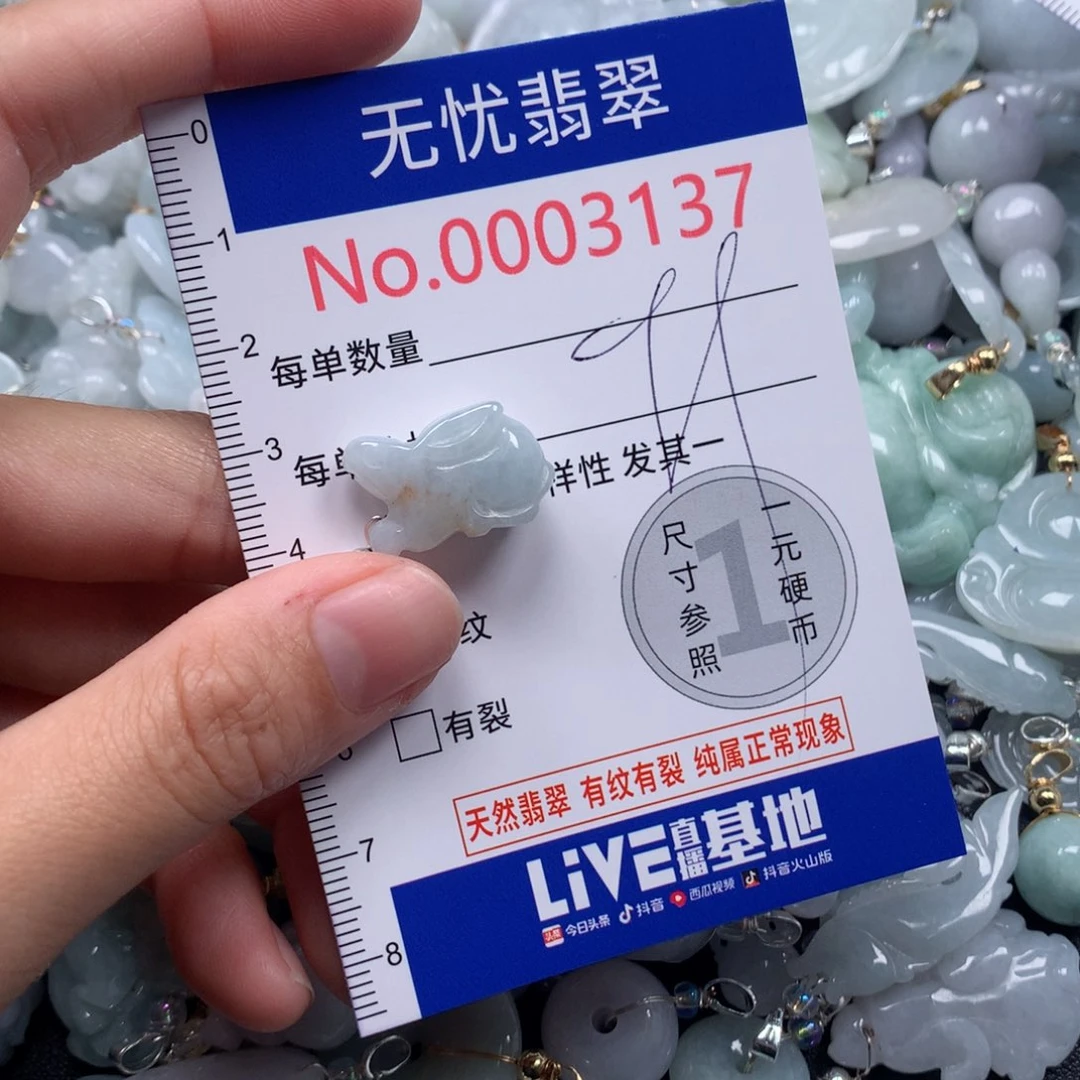 0
无忧翡翠
1
No.0003137
2
每单数量
3
每单
样性 发其一
4
尺寸参照
1
一元硬币
纹
有裂
6
天然翡翠 有纹有裂 纯属正常现象
7
LiVE直播基地
头条 今日头条 抖音 西瓜视频 抖音火山版
8